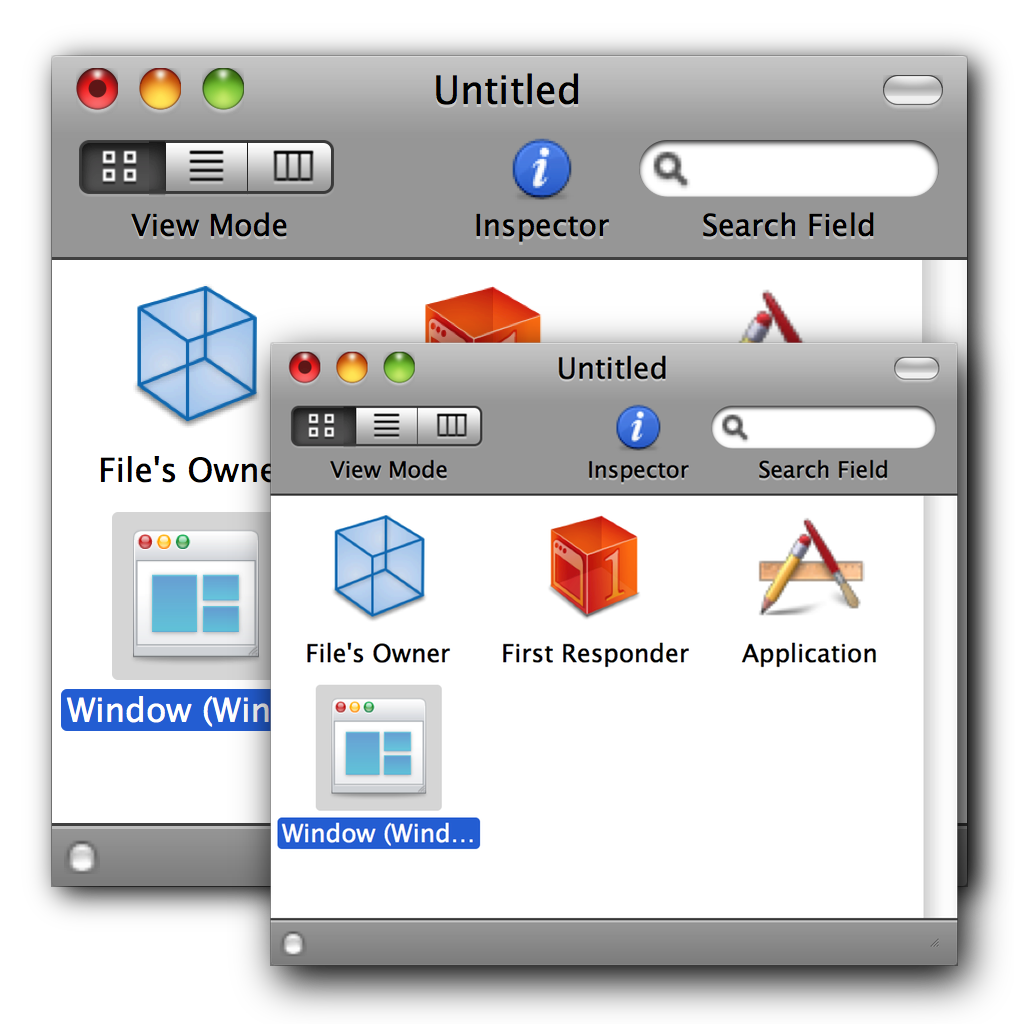 Untitled
View Mode
Inspector
Search Field
File's Owne
Window (Win
Untitled
View Mode
Inspector
Search Field
File's Owner
First Responder
1
Application
Window (Wind...